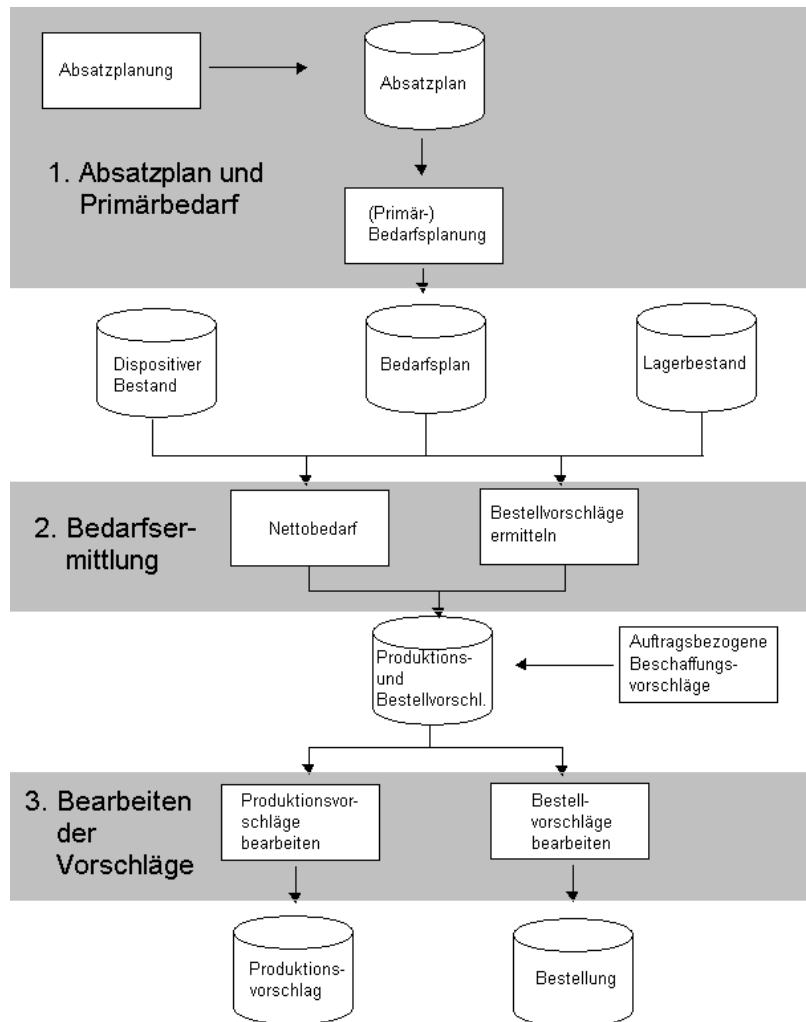 Absatzplanung
Absatzplan
1. Absatzplan und
Primärbedarf
(Primär-)
Bedarfsplanung
Dispositiver
Bestand
Bedarfsplan
Lagerbestand
2. Bedarfser-
mittlung
Nettobedarf
Bestellvorschläge
ermitteln
Produktions-
und
Bestellvorschl.
Auftragsbezogene
Beschaffungs-
vorschläge
3. Bearbeiten
der
Vorschläge
Produktionsvor-
schläge
bearbeiten
Bestell-
vorschläge
bearbeiten
Produktions-
vorschlag
Bestellung